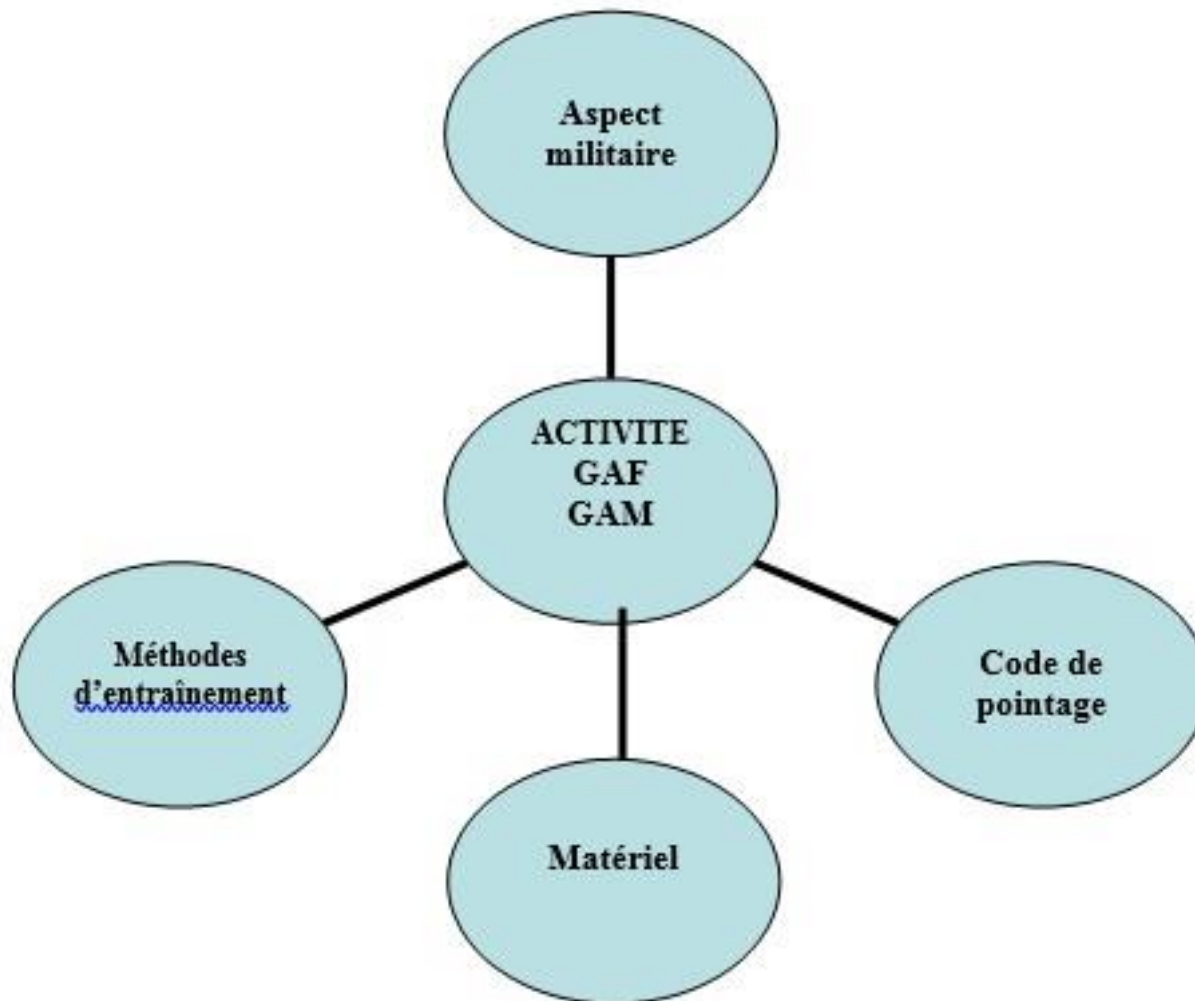 Aspect
militaire
ACTIVITE
GAF
GAM
Méthodes
d'entraînement
Code de
pointage
Matériel